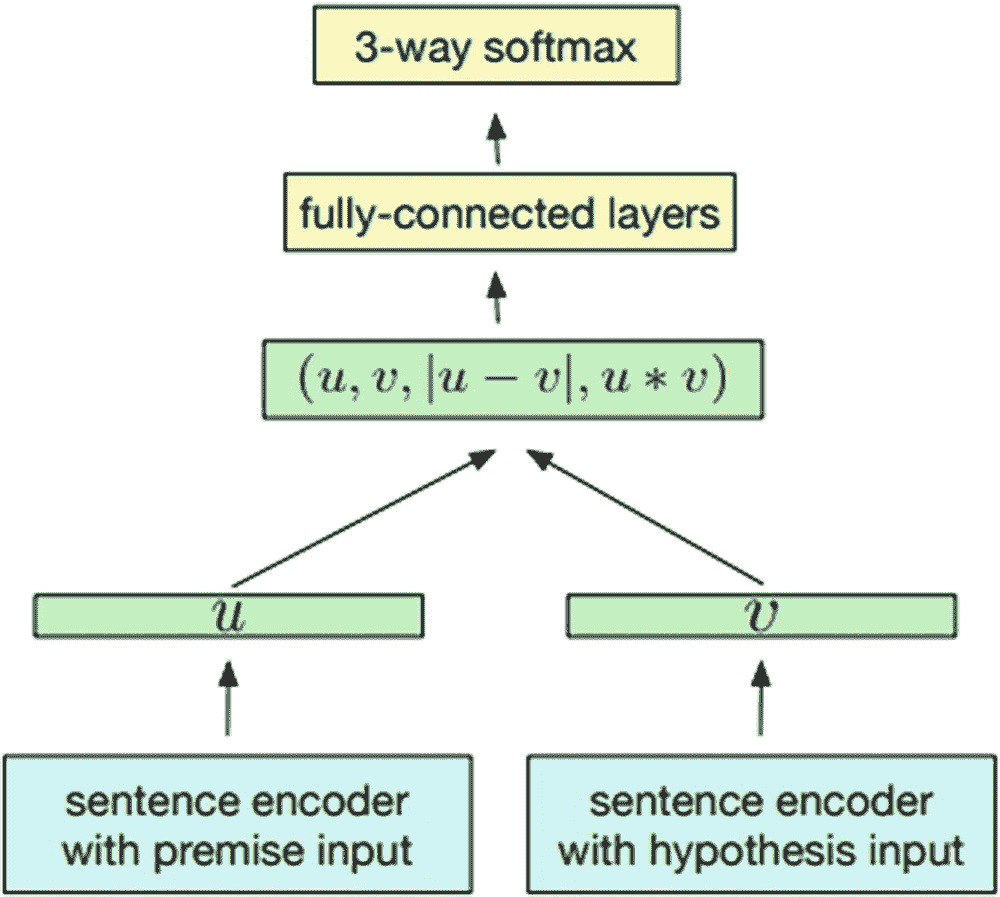 3-way softmax
fully-connected layers
(u, v, |u − v|, u ∗ v)
u
v
sentence encoder
with premise input
sentence encoder
with hypothesis input